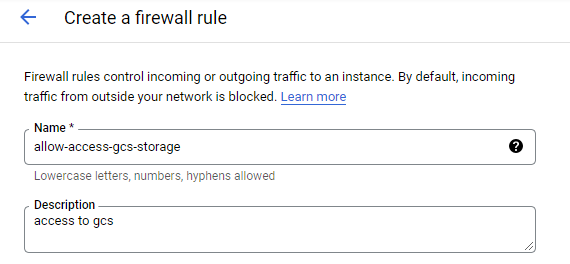 Create a firewall rule
Firewall rules control incoming or outgoing traffic to an instance. By default, incoming
traffic from outside your network is blocked. Learn more
Name *
allow-access-gcs-storage
?
Lowercase letters, numbers, hyphens allowed
Description
access to gcs